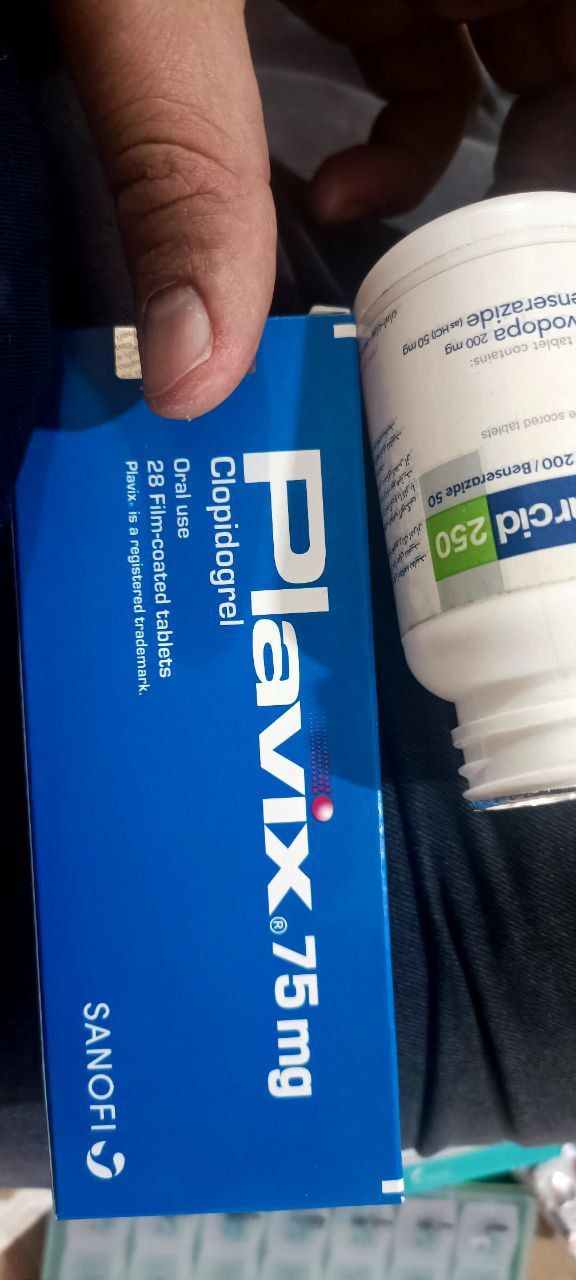 Plavix® 75 mg
Clopidogrel
Oral use
28 Film-coated tablets
Plavix® is a registered trademark.
SANOFI
rcid 250
200 / Benserazide 50
e scored tablets
tablet contains:
vodopa 200 mg
enserazide (as HCl) 50 mg